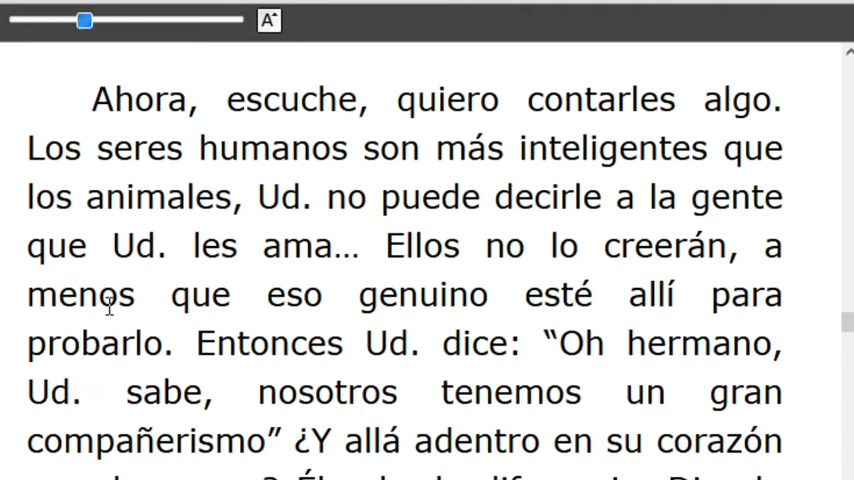 A
Ahora, escuche, quiero contarles algo.
Los seres humanos son más inteligentes que
los animales, Ud. no puede decirle a la gente
que Ud. les ama... Ellos no lo creerán, a
menos que eso genuino esté allí para
probarlo. Entonces Ud. dice: “Oh hermano,
Ud. sabe, nosotros tenemos un gran
compañerismo” ¿Y allá adentro en su corazón